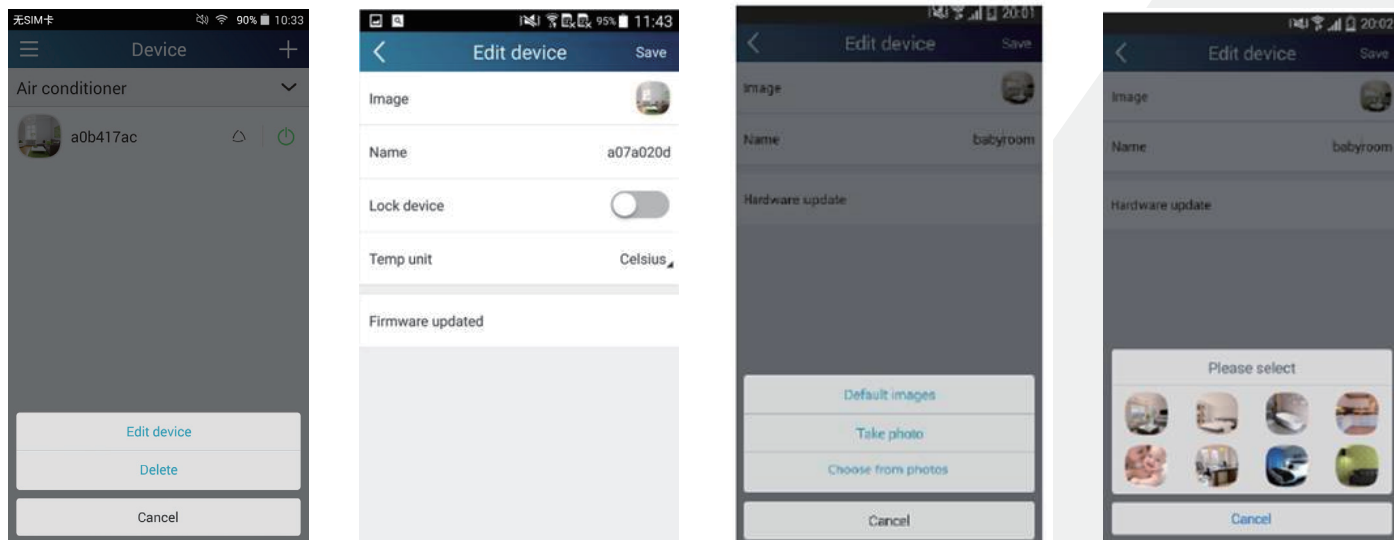 无SIM卡 90% 10:33
Device
Air conditioner
a0b417ac
Edit device
Delete
Cancel
95% 11:43
Edit device Save
Image
Name a07a020d
Lock device
Temp unit Celsius
Firmware updated
20:01
Edit device Save
Image
Name babyroom
Hardware update
Default images
Take photo
Choose from photos
Cancel
20:02
Edit device Save
Image
Name babyroom
Hardware update
Please select
Cancel